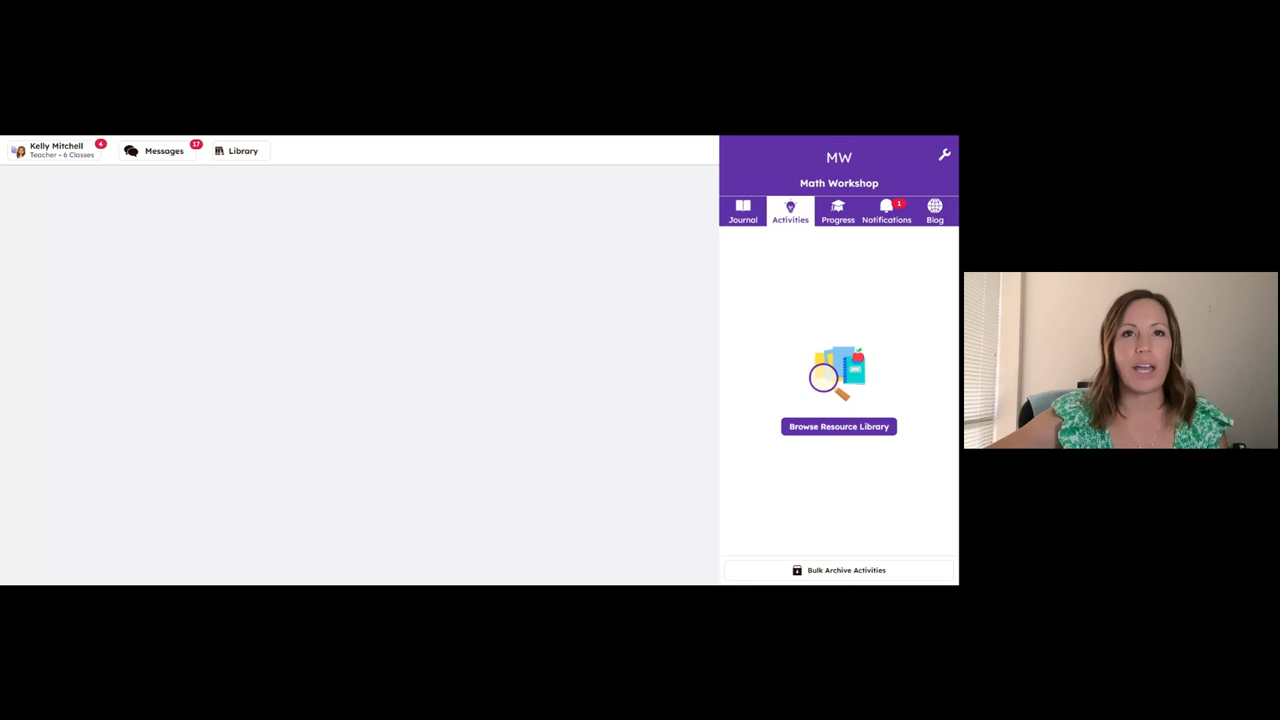 Kelly Mitchell
Teacher • 6 Classes
4
Messages
17
Library
MW
Math Workshop
Journal
Activities
Progress
Notifications
1
Blog
Browse Resource Library
Bulk Archive Activities